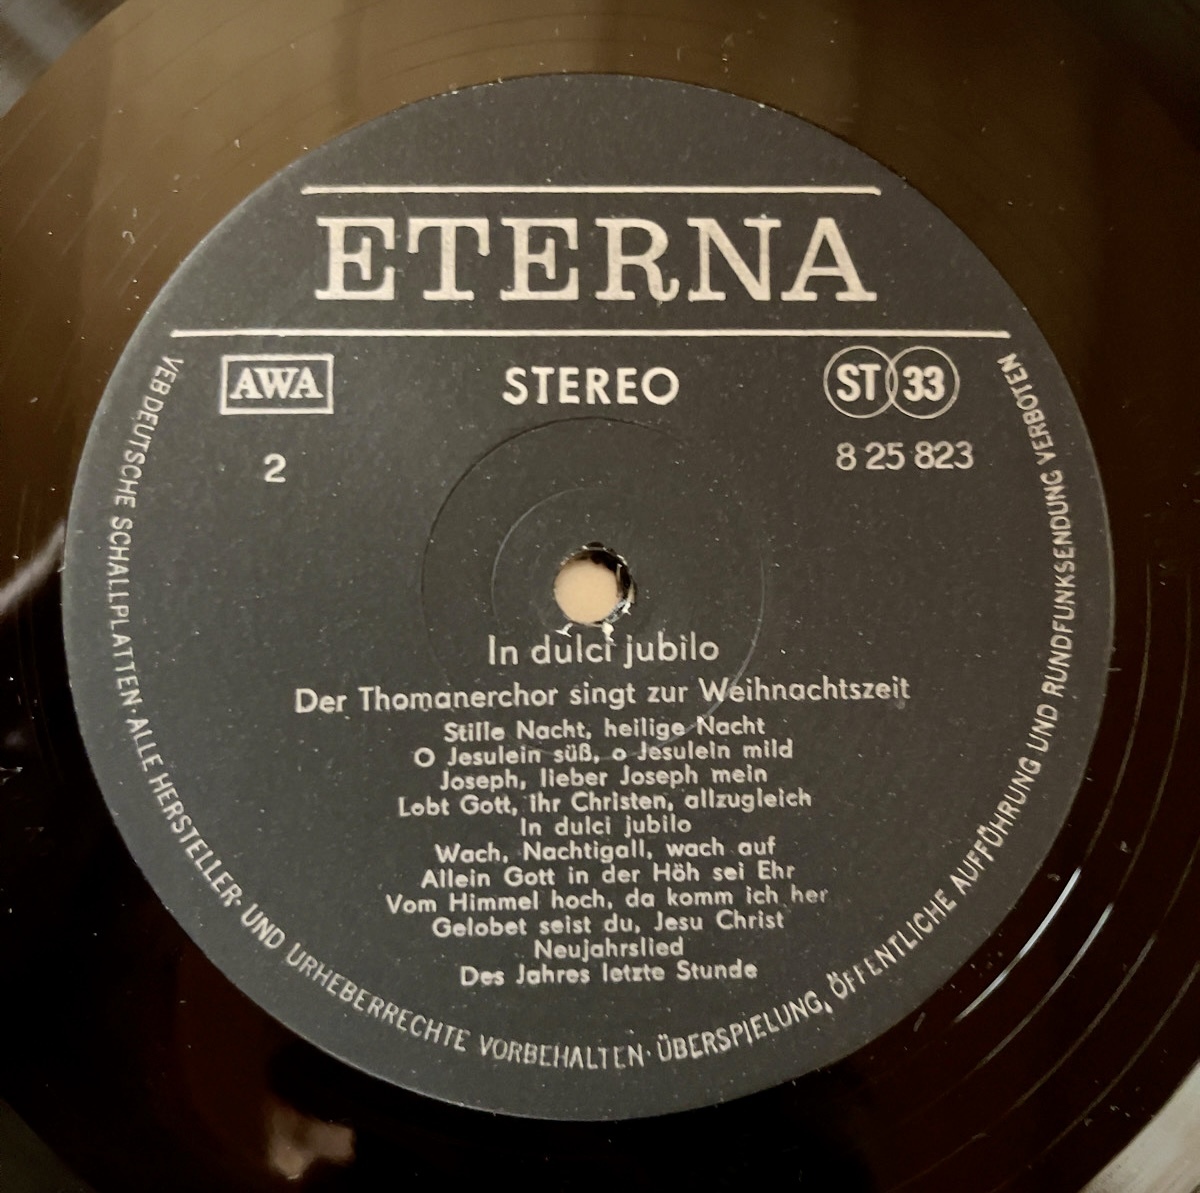 ETERNA
AWA
STEREO
ST 33
2
8 25 823
In dulci jubilo
Der Thomanerchor singt zur Weihnachtszeit
Stille Nacht, heilige Nacht
O Jesulein süß, o Jesulein mild
Joseph, lieber Joseph mein
Lobt Gott, ihr Christen, allzugleich
In dulci jubilo
Wach, Nachtigall, wach auf
Allein Gott in der Höh sei Ehr
Vom Himmel hoch, da komm ich her
Gelobet seist du, Jesu Christ
Neujahrslied
Des Jahres letzte Stunde
VEB DEUTSCHE SCHALLPLATTEN· ALLE HERSTELLER- UND URHEBERRECHTE VORBEHALTEN· ÜBERSPIELUNG, ÖFFENTLICHE AUFFÜHRUNG UND RUNDFUNKSENDUNG VERBOTEN